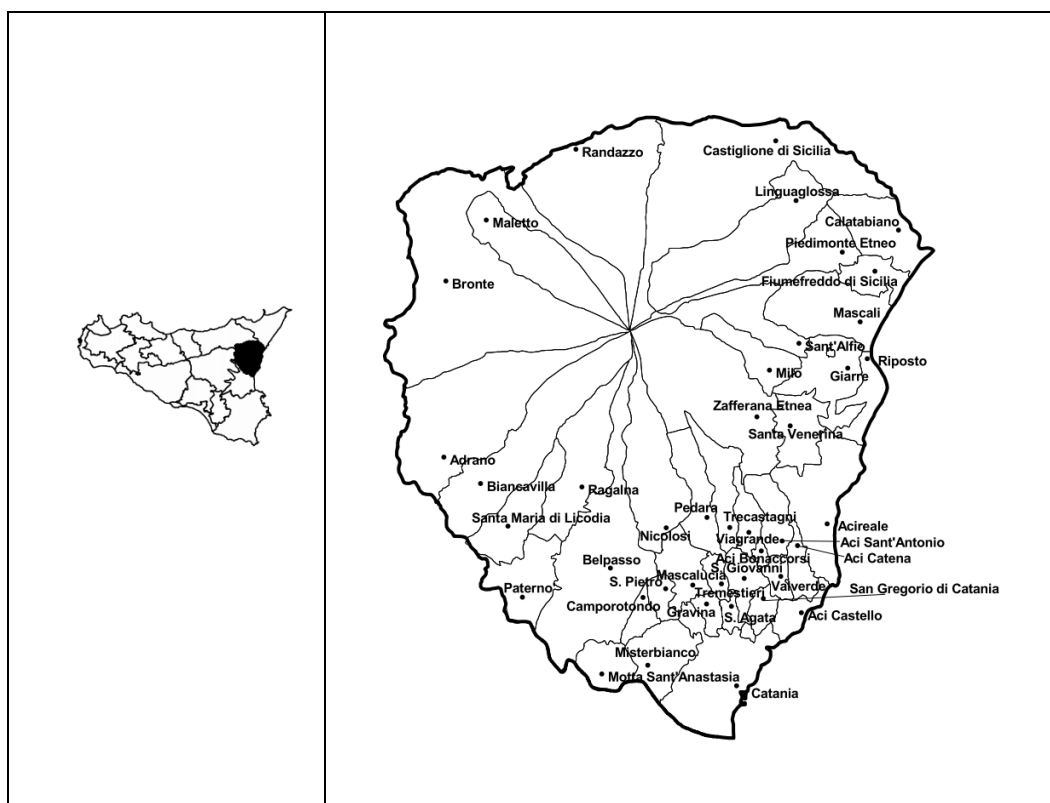 Randazzo
Castiglione di Sicilia
Linguaglossa
Maletto
Calatabiano
Piedimonte Etneo
Bronte
Fiumefreddo di Sicilia
Mascali
Sant'Alfio
Riposto
Milo
Giarre
Zafferana Etnea
Santa Venerina
Adrano
Biancavilla
Ragalna
Pedara
Santa Maria di Licodia
Trecastagni
Acireale
Nicolosi
Viagrande
Aci Sant'Antonio
Aci Bonaccorsi
Aci Catena
Belpasso
S. Giovanni
S. Pietro
Mascalucia
Paterno
Tremestieri
Valverde
San Gregorio di Catania
Camporotondo
Gravina
S. Agata
Aci Castello
Misterbianco
Motta Sant'Anastasia
Catania